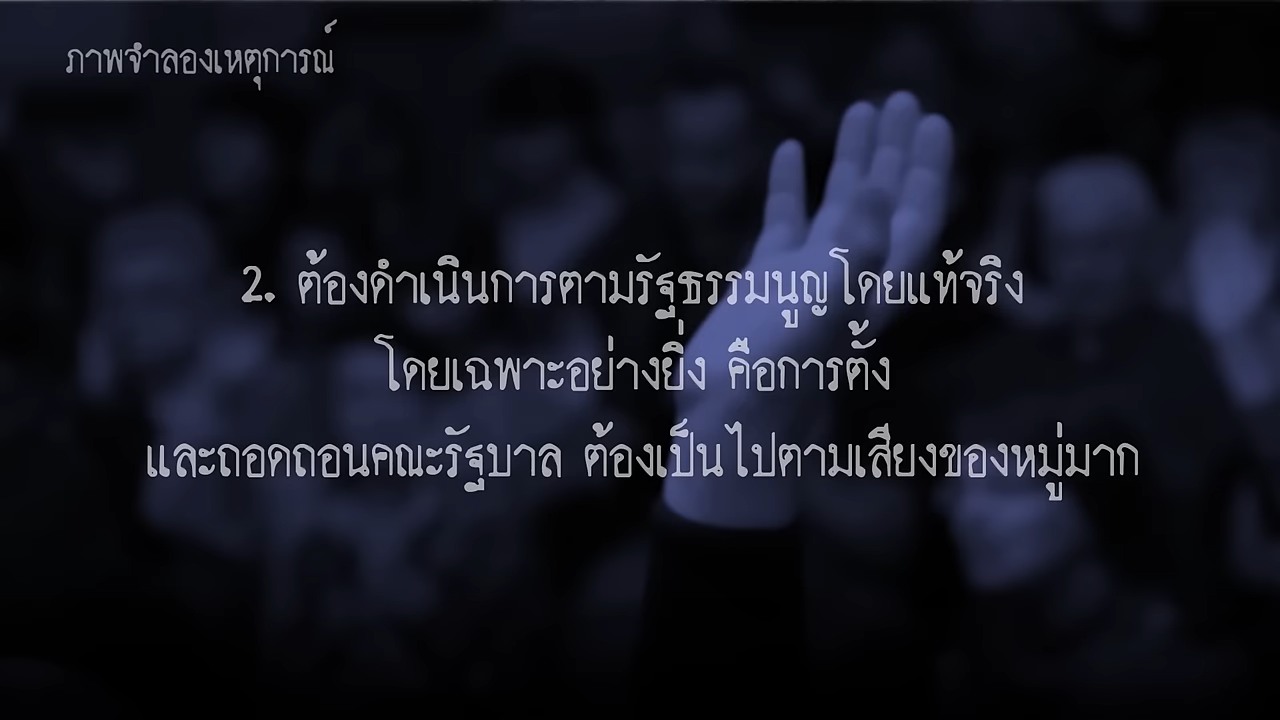 ภาพจำลองเหตุการณ์
2. ต้องดำเนินการตามรัฐธรรมนูญโดยแท้จริง
โดยเฉพาะอย่างยิ่ง คือการตั้ง
และถอดถอนคณะรัฐบาล ต้องเป็นไปตามเสียงของหมู่มาก